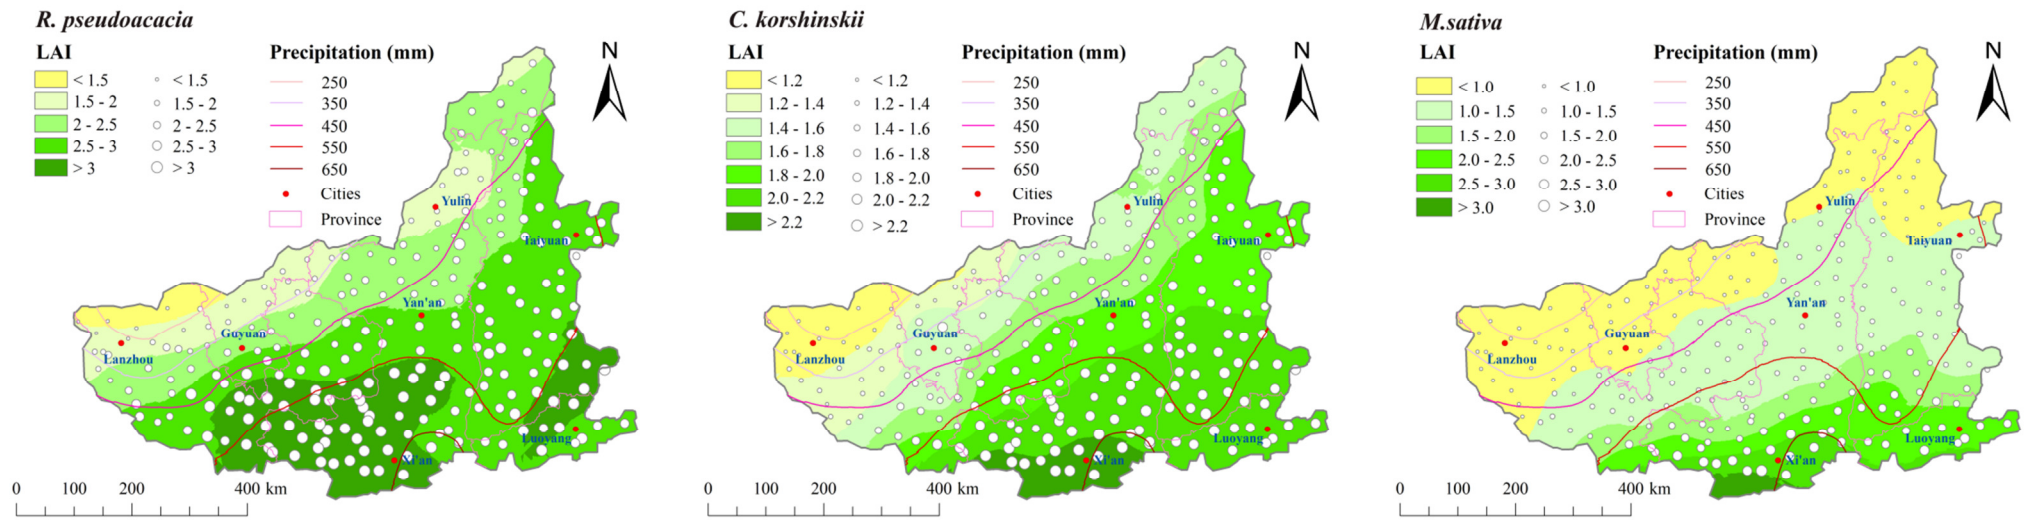 R. pseudoacacia
LAI
Precipitation (mm)
N
< 1.5
< 1.5
250
1.5 - 2
1.5 - 2
350
2 - 2.5
2 - 2.5
450
2.5 - 3
2.5 - 3
550
> 3
> 3
650
Cities
Province
Yulin
Taiyuan
Yan'an
Guyuan
Lanzhou
Luoyang
Xi'an
0 100 200 400 km
C. korshinskii
LAI
Precipitation (mm)
N
< 1.2
< 1.2
250
1.2 - 1.4
1.2 - 1.4
350
1.4 - 1.6
1.4 - 1.6
450
1.6 - 1.8
1.6 - 1.8
550
1.8 - 2.0
1.8 - 2.0
650
2.0 - 2.2
2.0 - 2.2
Cities
> 2.2
> 2.2
Province
Yulin
Taiyuan
Yan'an
Guyuan
Lanzhou
Luoyang
Xi'an
0 100 200 400 km
M.sativa
LAI
Precipitation (mm)
N
< 1.0
< 1.0
250
1.0 - 1.5
1.0 - 1.5
350
1.5 - 2.0
1.5 - 2.0
450
2.0 - 2.5
2.0 - 2.5
550
2.5 - 3.0
2.5 - 3.0
650
> 3.0
> 3.0
Cities
Province
Yulin
Taiyuan
Yan'an
Guyuan
Lanzhou
Luoyang
Xi'an
0 100 200 400 km